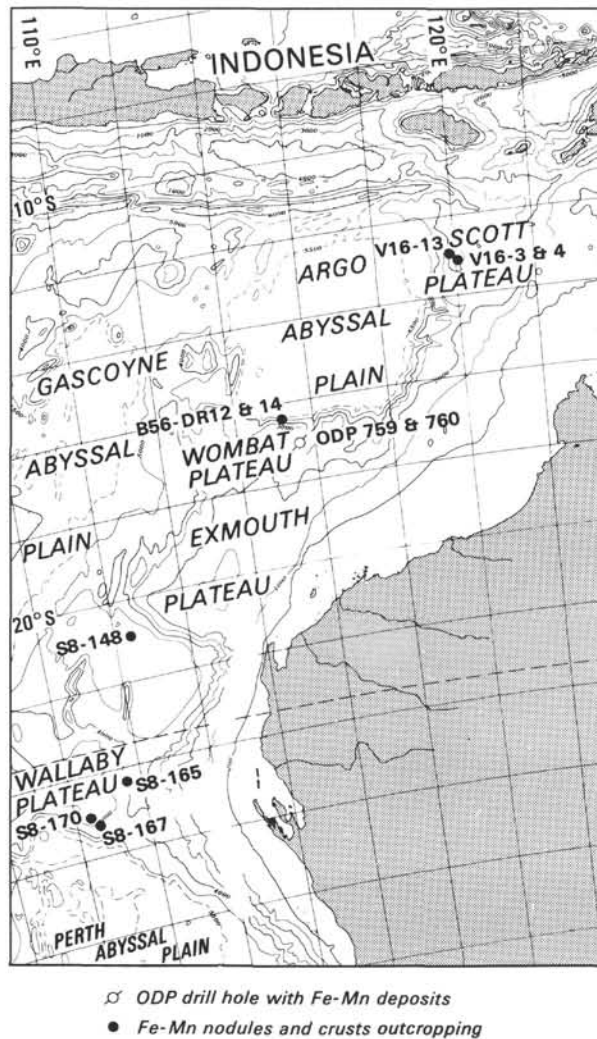 110°E
120°E
INDONESIA
10°S
V16-13 SCOTT
V16-3 & 4
ARGO
PLATEAU
ABYSSAL
GASCOYNE
PLAIN
B56-DR12 & 14
ODP 759 & 760
ABYSSAL
WOMBAT
PLATEAU
PLAIN
EXMOUTH
PLATEAU
20°S
S8-148
WALLABY
PLATEAU
S8-165
S8-170
S8-167
PERTH
ABYSSAL
PLAIN
ODP drill hole with Fe-Mn deposits
Fe-Mn nodules and crusts outcropping